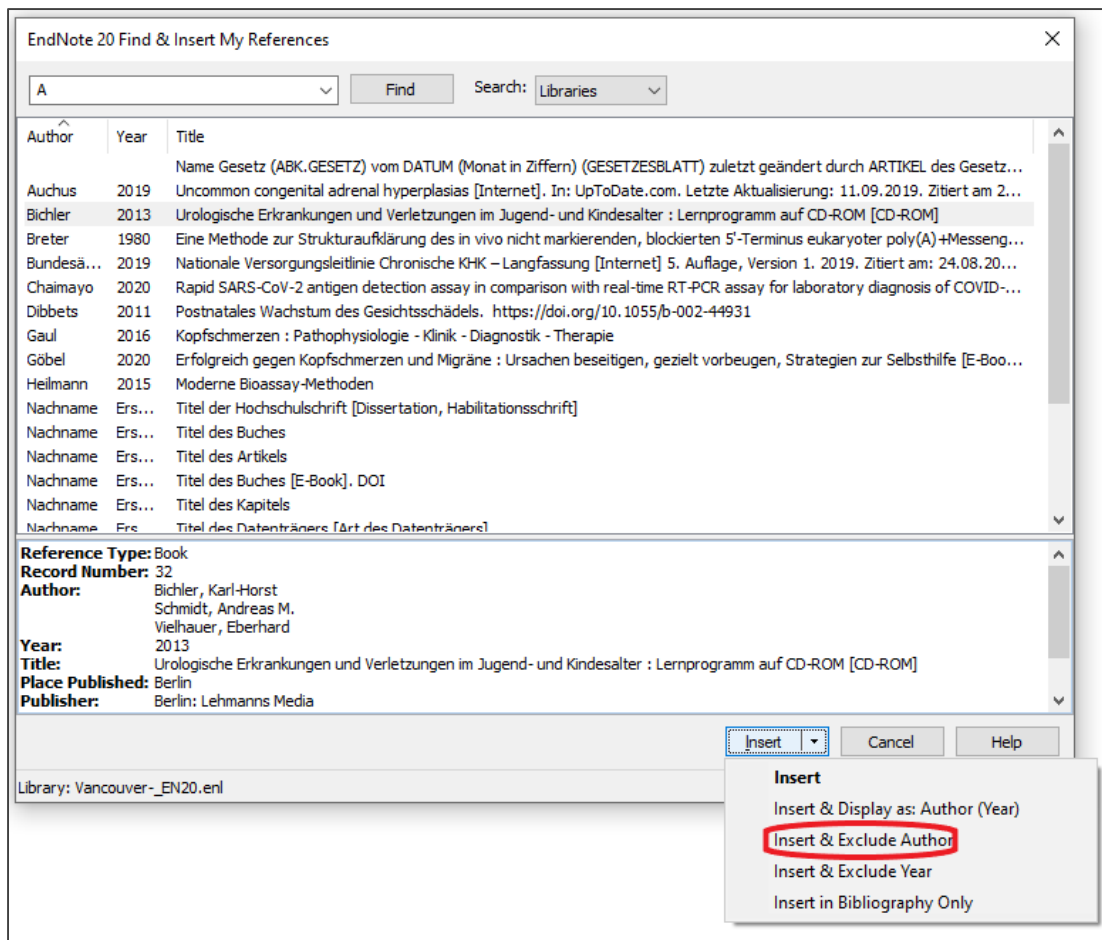 EndNote 20 Find & Insert My References
A Find Search: Libraries
Author Year Title
Name Gesetz (ABK.GESETZ) vom DATUM (Monat in Ziffern) (GESETZESBLATT) zuletzt geändert durch ARTIKEL des Gesetz...
Auchus 2019 Uncommon congenital adrenal hyperplasias [Internet]. In: UpToDate.com. Letzte Aktualisierung: 11.09.2019. Zitiert am 2...
Bichler 2013 Urologische Erkrankungen und Verletzungen im Jugend- und Kindesalter : Lernprogramm auf CD-ROM [CD-ROM]
Breter 1980 Eine Methode zur Strukturaufklärung des in vivo nicht markierenden, blockierten 5'-Terminus eukaryoter poly(A)+Messeng...
Bundesä... 2019 Nationale Versorgungsleitlinie Chronische KHK – Langfassung [Internet] 5. Auflage, Version 1. 2019. Zitiert am: 24.08.20...
Chaimayo 2020 Rapid SARS-CoV-2 antigen detection assay in comparison with real-time RT-PCR assay for laboratory diagnosis of COVID-...
Dibbets 2011 Postnatales Wachstum des Gesichtsschädels. https://doi.org/10.1055/b-002-44931
Gaul 2016 Kopfschmerzen : Pathophysiologie - Klinik - Diagnostik - Therapie
Göbel 2020 Erfolgreich gegen Kopfschmerzen und Migräne : Ursachen beseitigen, gezielt vorbeugen, Strategien zur Selbsthilfe [E-Boo...
Heilmann 2015 Moderne Bioassay-Methoden
Nachname Ers... Titel der Hochschulschrift [Dissertation, Habilitationsschrift]
Nachname Ers... Titel des Buches
Nachname Ers... Titel des Artikels
Nachname Ers... Titel des Buches [E-Book]. DOI
Nachname Ers... Titel des Kapitels
Nachname Ers Titel des Datenträgers [Art des Datenträgers]
Reference Type: Book
Record Number: 32
Author: Bichler, Karl-Horst
Schmidt, Andreas M.
Vielhauer, Eberhard
Year: 2013
Title: Urologische Erkrankungen und Verletzungen im Jugend- und Kindesalter : Lernprogramm auf CD-ROM [CD-ROM]
Place Published: Berlin
Publisher: Berlin: Lehmanns Media
Insert Cancel Help
Library: Vancouver-_EN20.enl
Insert
Insert & Display as: Author (Year)
Insert & Exclude Author
Insert & Exclude Year
Insert in Bibliography Only